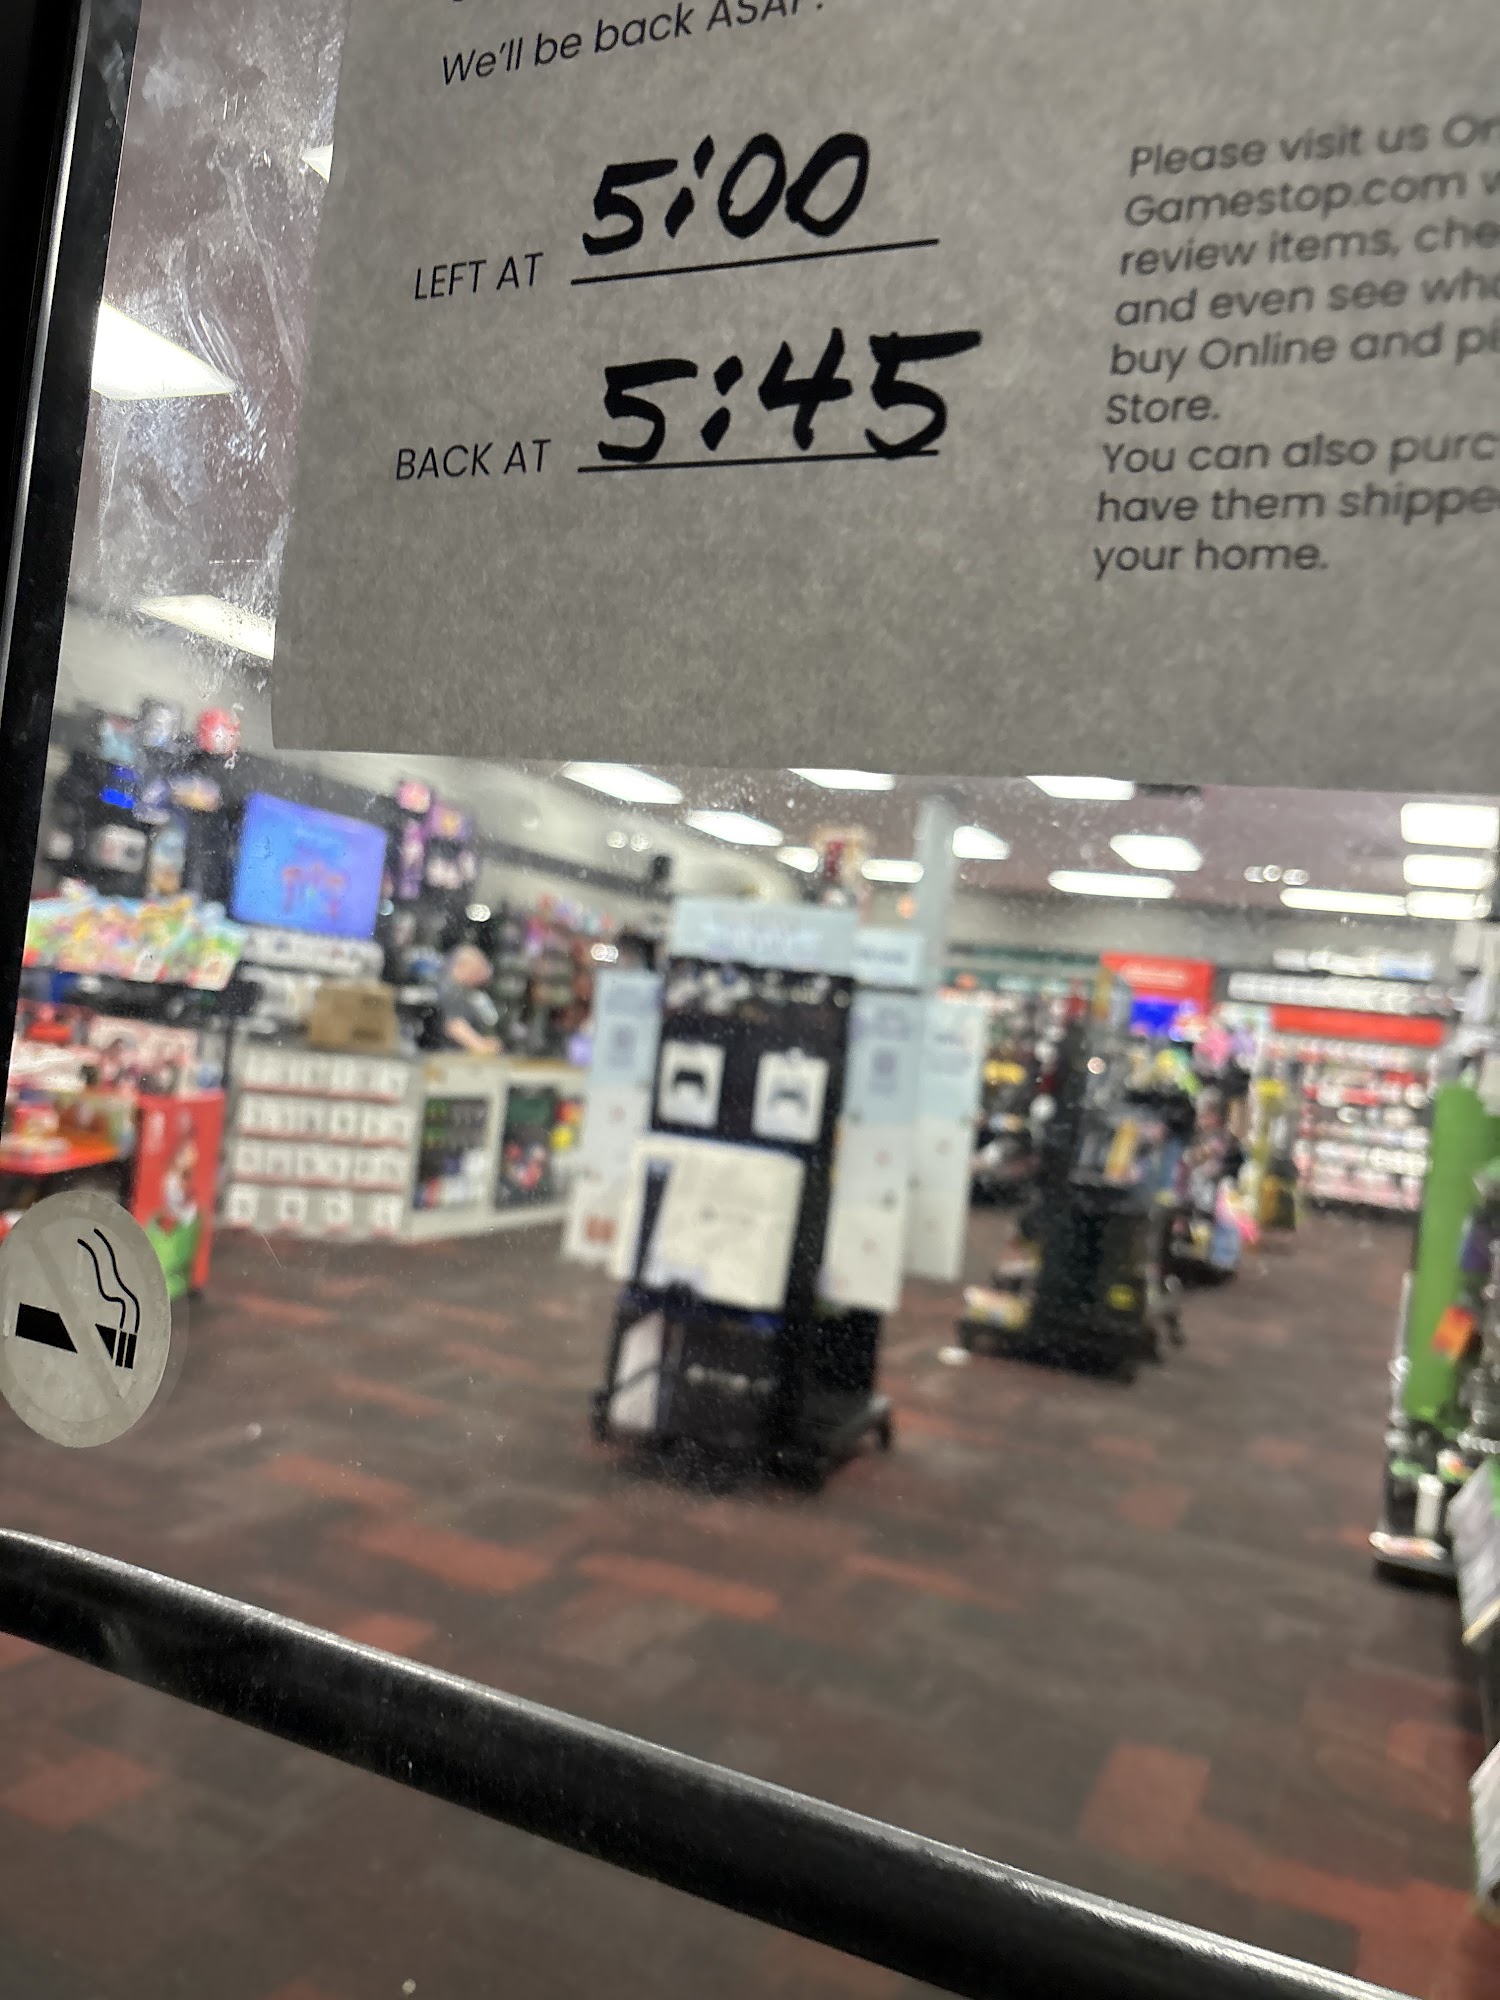 We'll be back ASAP.
LEFT AT 5:00
BACK AT 5:45
Please visit us
Gamestop.com
review items,
and even see
buy Online and
Store.
You can also
have them
your home.